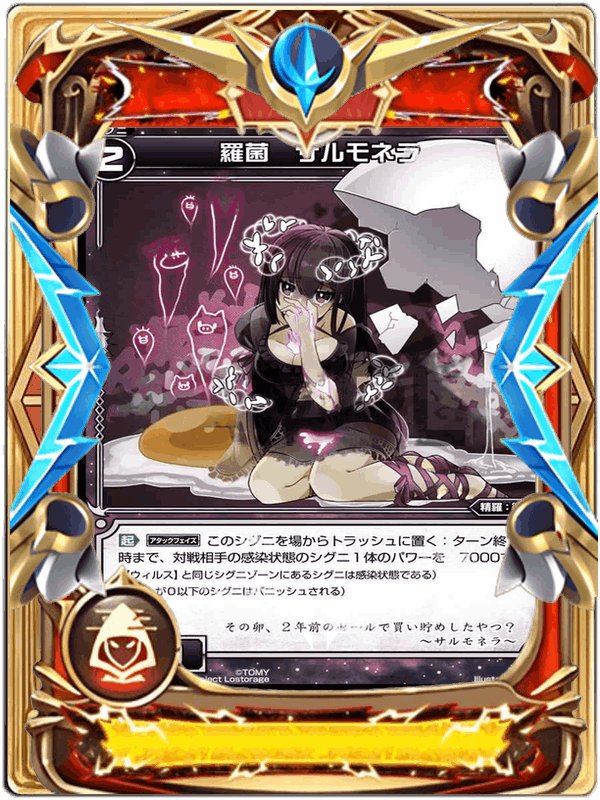 2
羅菌 サルモネラ
精羅:
起 アタックフェイズ このシグニを場からトラッシュに置く:ターン終
時まで、対戦相手の感染状態のシグニ1体のパワーを 7000
【ウィルス】と同じシグニゾーンにあるシグニは感染状態である)
が0以下のシグニはバニッシュされる)
その卵、2年前のセールで買い貯めしたやつ?
~サルモネラ~
©TOMY
ject Lostorage
Illust